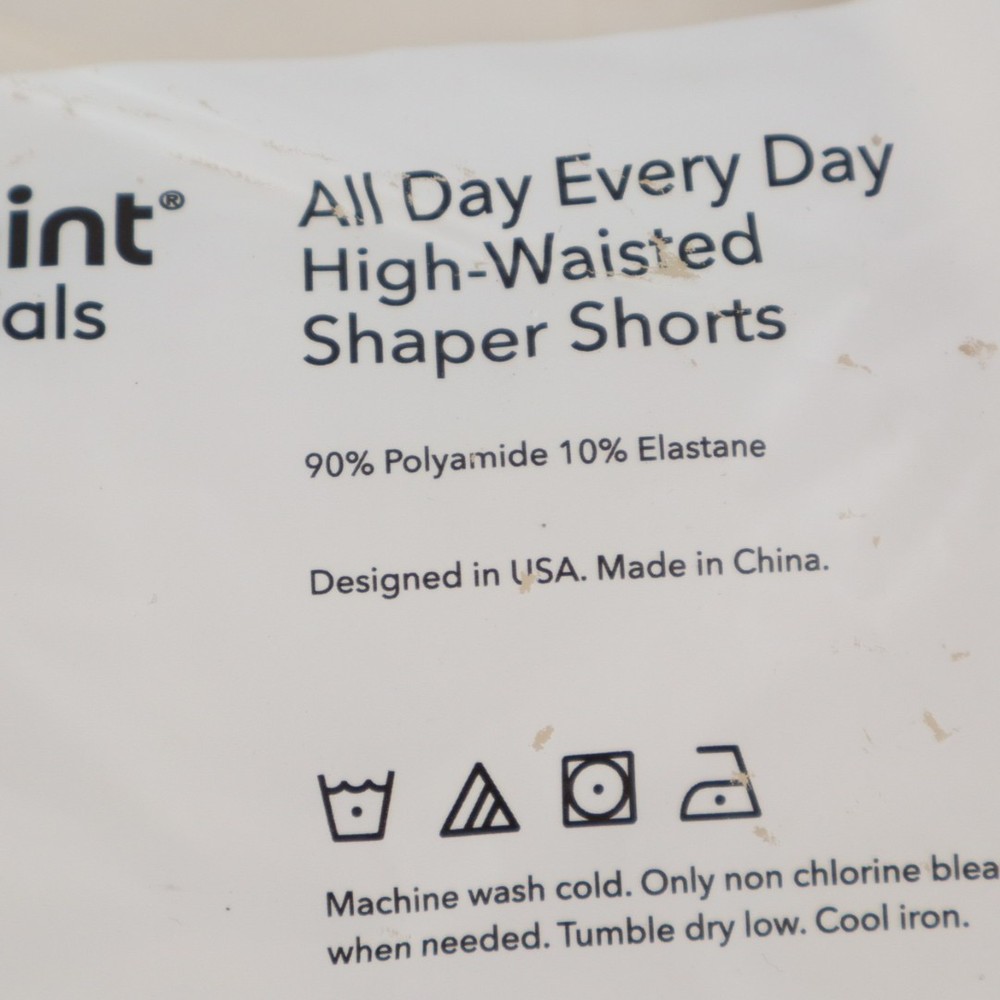 int®
als
All Day Every Day
High-Waisted
Shaper Shorts
90% Polyamide 10% Elastane
Designed in USA. Made in China.
Machine wash cold. Only non chlorine blea
when needed. Tumble dry low. Cool iron.